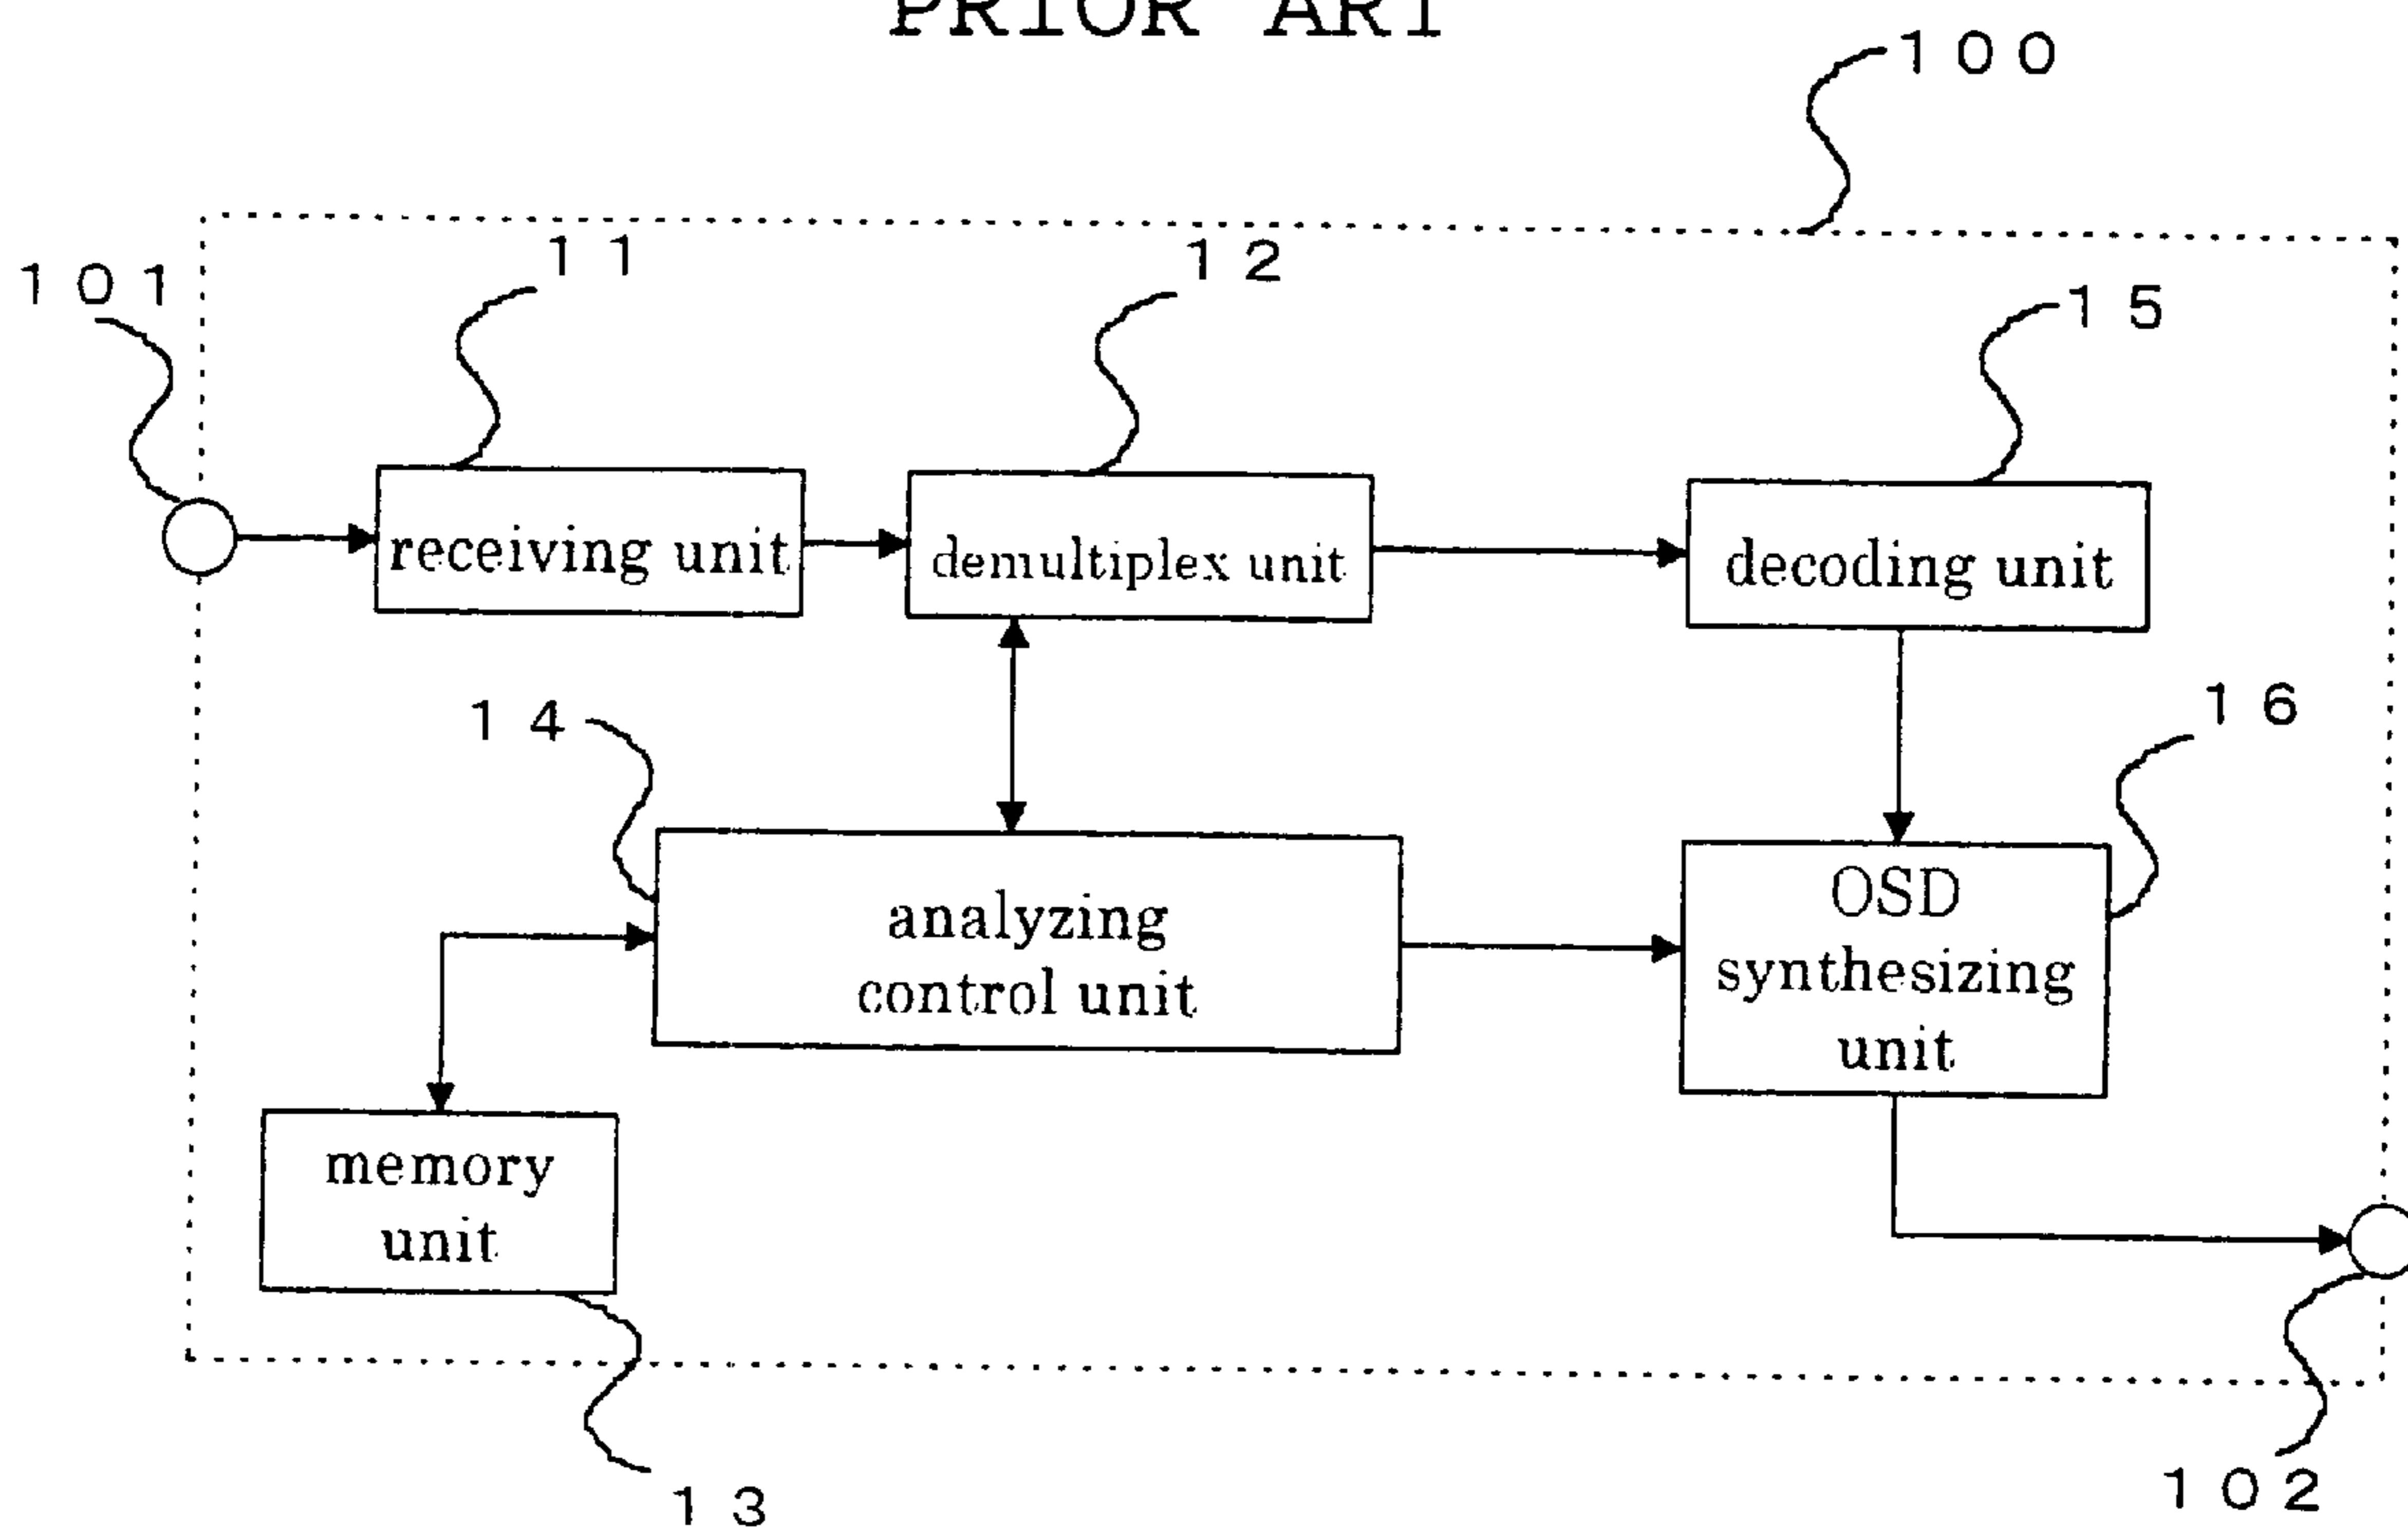 PRIOR ART
100
101
11
12
15
receiving unit
demultiplex unit
decoding unit
14
16
analyzing
control unit
OSD
synthesizing
unit
memory
unit
13
102